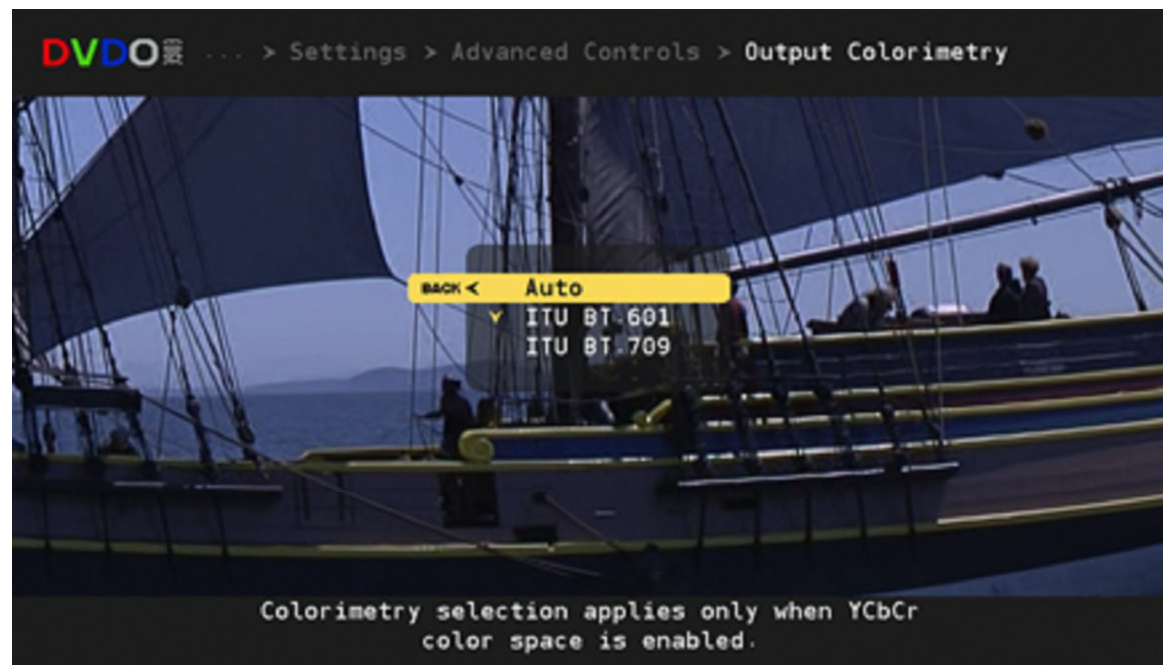 DVDO ... > Settings > Advanced Controls > Output Colorimetry
BACK < Auto
ITU BT.601
ITU BT.709
Colorimetry selection applies only when YCbCr
color space is enabled.